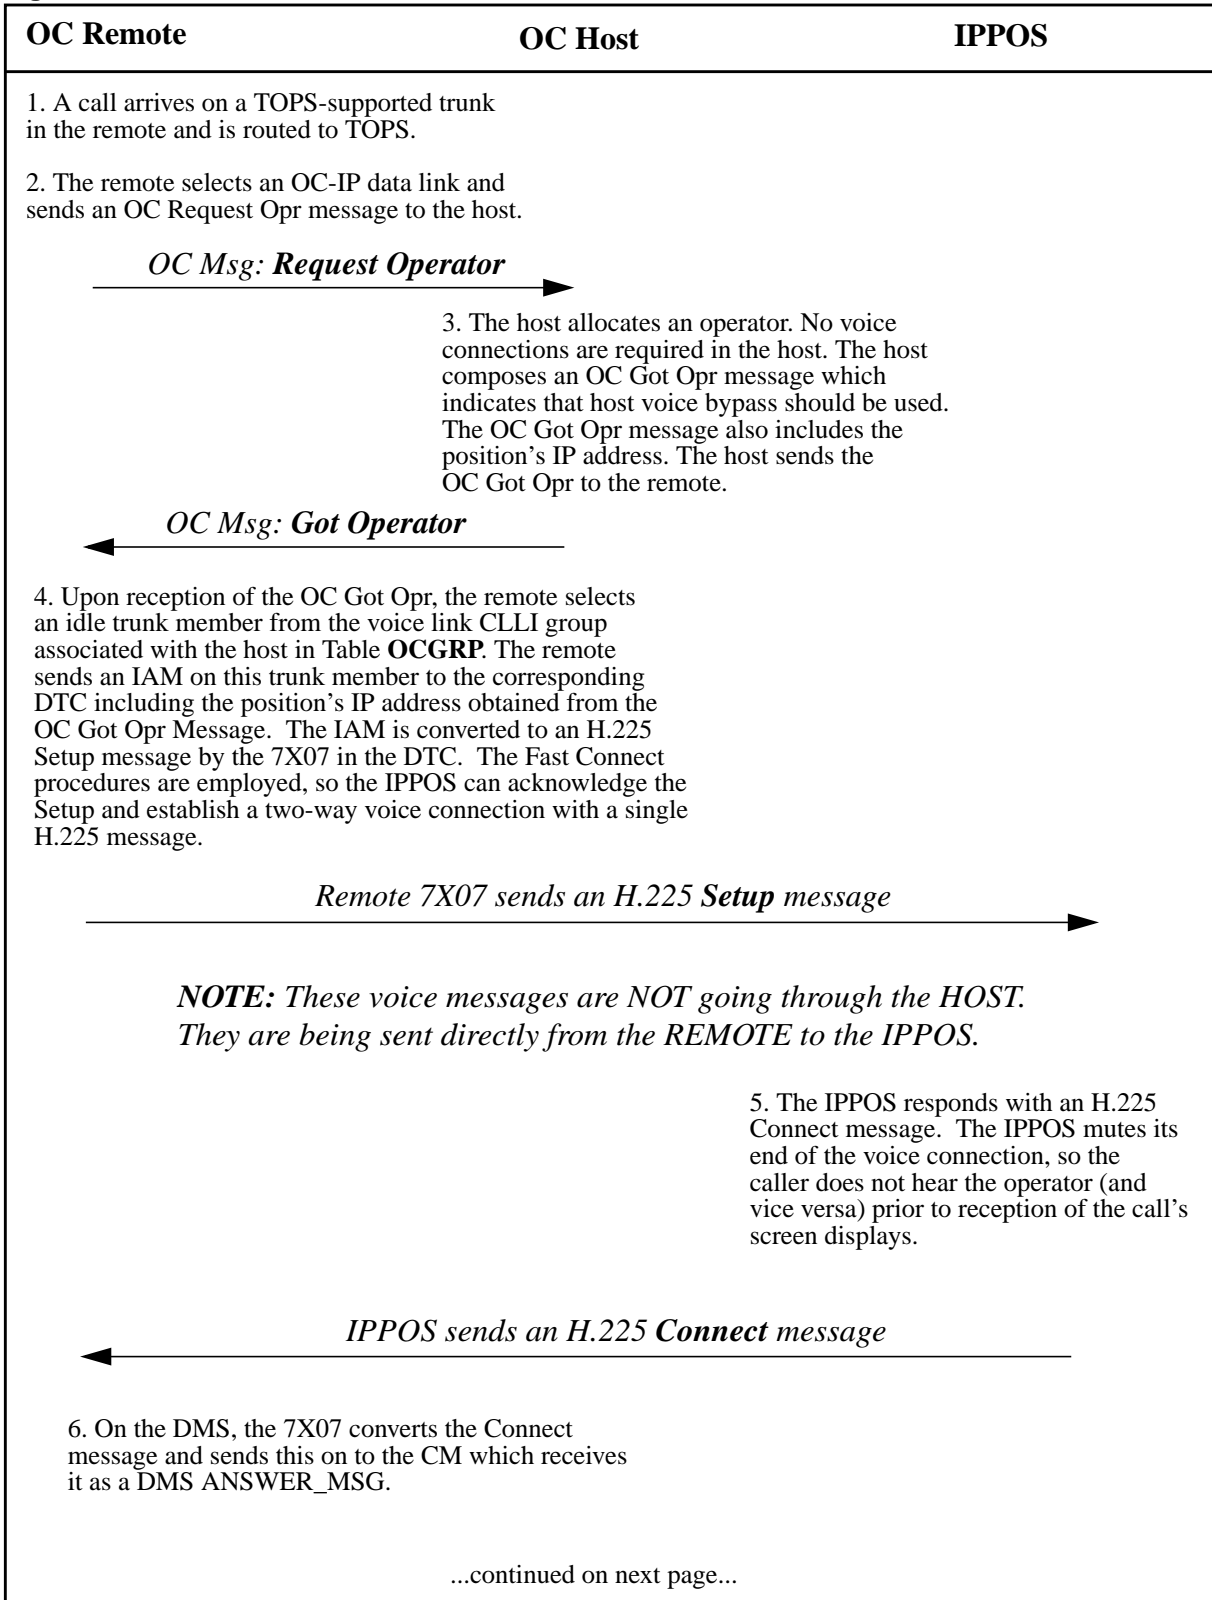 OC Remote OC Host IPPOS
1. A call arrives on a TOPS-supported trunk
in the remote and is routed to TOPS.
2. The remote selects an OC-IP data link and
sends an OC Request Opr message to the host.
OC Msg: Request Operator
3. The host allocates an operator. No voice
connections are required in the host. The host
composes an OC Got Opr message which
indicates that host voice bypass should be used.
The OC Got Opr message also includes the
position's IP address. The host sends the
OC Got Opr to the remote.
OC Msg: Got Operator
4. Upon reception of the OC Got Opr, the remote selects
an idle trunk member from the voice link CLLI group
associated with the host in Table OCGRP. The remote
sends an IAM on this trunk member to the corresponding
DTC including the position's IP address obtained from the
OC Got Opr Message. The IAM is converted to an H.225
Setup message by the 7X07 in the DTC. The Fast Connect
procedures are employed, so the IPPOS can acknowledge the
Setup and establish a two-way voice connection with a single
H.225 message.
Remote 7X07 sends an H.225 Setup message
NOTE: These voice messages are NOT going through the HOST.
They are being sent directly from the REMOTE to the IPPOS.
5. The IPPOS responds with an H.225
Connect message. The IPPOS mutes its
end of the voice connection, so the
caller does not hear the operator (and
vice versa) prior to reception of the call's
screen displays.
IPPOS sends an H.225 Connect message
6. On the DMS, the 7X07 converts the Connect
message and sends this on to the CM which receives
it as a DMS ANSWER_MSG.
...continued on next page...